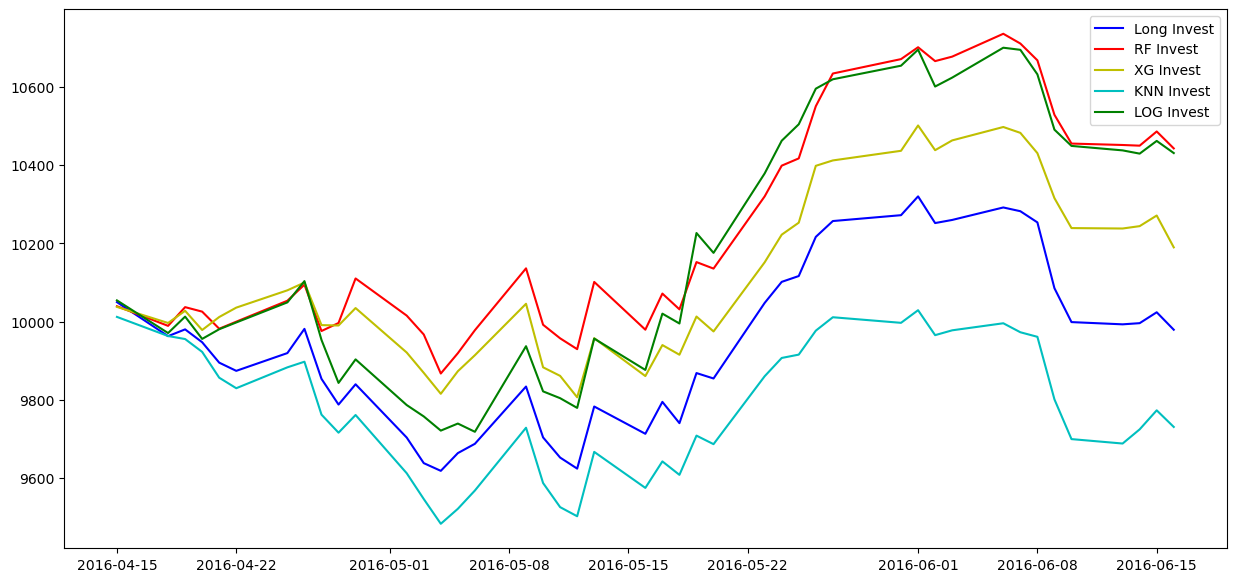 Long Invest
RF Invest
XG Invest
KNN Invest
LOG Invest
10600
10400
10200
10000
9800
9600
2016-04-15 2016-04-22 2016-05-01 2016-05-08 2016-05-15 2016-05-22 2016-06-01 2016-06-08 2016-06-15